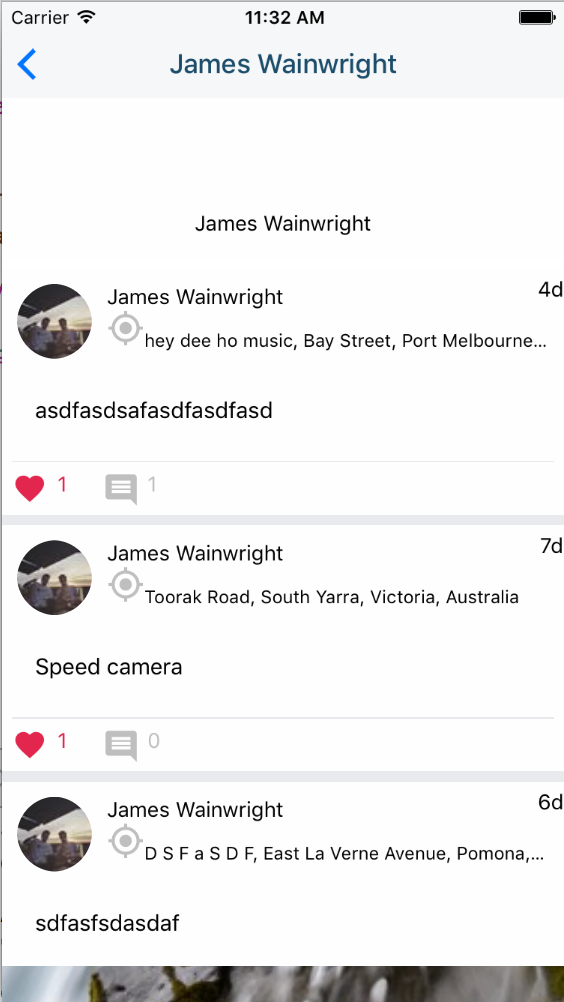 Carrier 11:32 AM
James Wainwright
James Wainwright
James Wainwright 4d
hey dee ho music, Bay Street, Port Melbourne...
asdfasdsafasdfasdfasd
1 1
James Wainwright 7d
Toorak Road, South Yarra, Victoria, Australia
Speed camera
1 0
James Wainwright 6d
D S F a S D F, East La Verne Avenue, Pomona,...
sdfasfsdasdaf